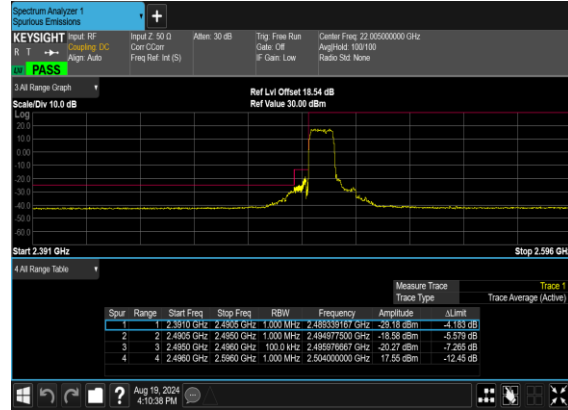 Spectrum Analyzer 1
Spurious Emissions
+
KEYSIGHT Input: RF Input Z: 50 Ω Atten: 30 dB Trig: Free Run Center Freq: 22.005000000 GHz
R T Coupling: DC Corr CCorr Gate: Off Avg|Hold: 100/100
Align: Auto Freq Ref: Int (S) IF Gain: Low Radio Std: None
PASS
3 All Range Graph Ref Lvl Offset 18.54 dB
Scale/Div 10.0 dB Ref Value 30.00 dBm
Log
20.0
10.0
0.00
-10.0
-20.0
-30.0
-40.0
-50.0
-60.0
Start 2.391 GHz Stop 2.596 GHz
4 All Range Table
Measure Trace Trace 1
Trace Type Trace Average (Active)
Spur Range Start Freq Stop Freq RBW Frequency Amplitude ΔLimit
1 1 2.3910 GHz 2.4905 GHz 1.000 MHz 2.489339167 GHz -29.18 dBm -4.183 dB
2 2 2.4905 GHz 2.4950 GHz 1.000 MHz 2.494977500 GHz -18.58 dBm -5.579 dB
3 3 2.4950 GHz 2.4960 GHz 100.0 kHz 2.495976667 GHz -20.27 dBm -7.265 dB
4 4 2.4960 GHz 2.5960 GHz 1.000 MHz 2.504000000 GHz 17.55 dBm -12.45 dB
? Aug 19, 2024
4:10:38 PM